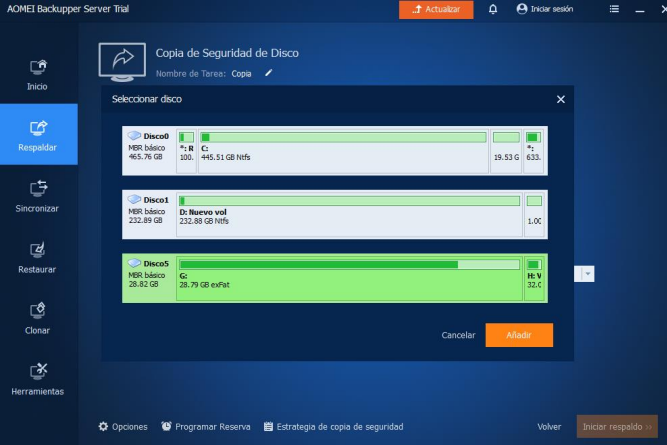 AOMEI Backupper Server Trial
Actualizar
Iniciar sesión
Copia de Seguridad de Disco
Nombre de Tarea: Copia
Inicio
Respaldar
Sincronizar
Restaurar
Clonar
Herramientas
Seleccionar disco
Disco0
MBR básico
465.76 GB
*: R
100.
C:
445.51 GB Ntfs
19.53 G
*:
633.
Disco1
MBR básico
232.89 GB
D: Nuevo vol
232.88 GB Ntfs
1.00
Disco5
MBR básico
28.82 GB
G:
28.79 GB exFat
H: V
32.0
Cancelar
Añadir
Opciones
Programar Reserva
Estrategia de copia de seguridad
Volver
Iniciar respaldo »